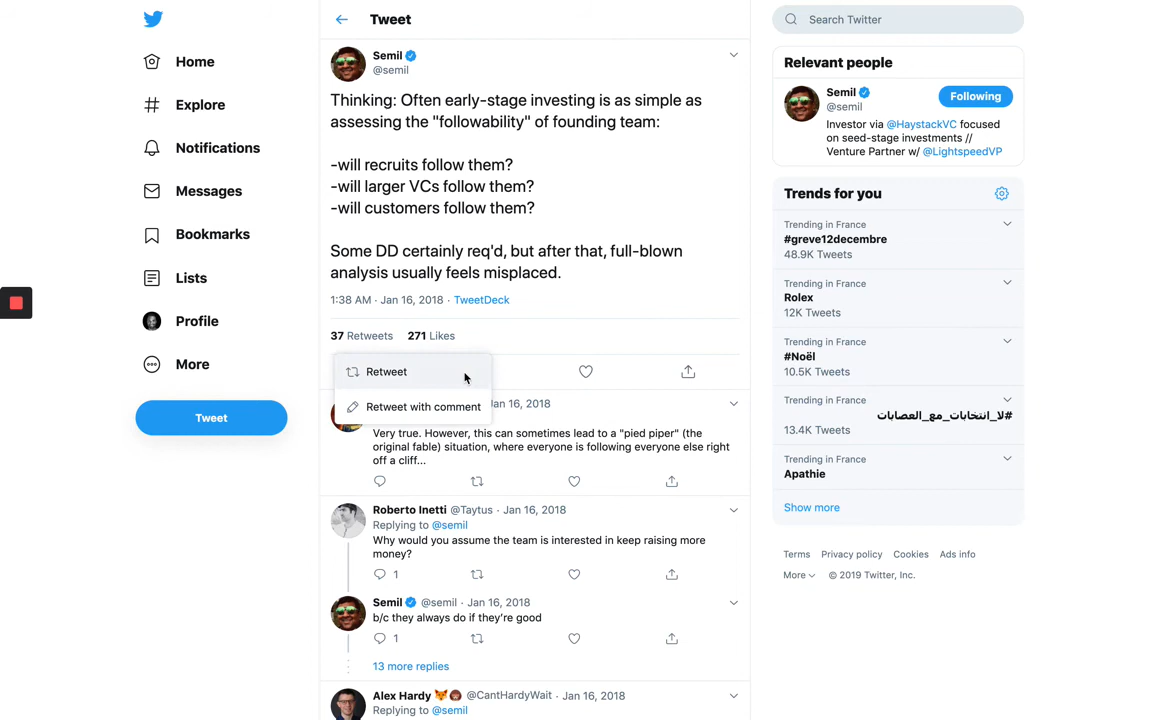 Home
Explore
Notifications
Messages
Bookmarks
Lists
Profile
More
Tweet
Tweet
Semil
@semil
Thinking: Often early-stage investing is as simple as
assessing the "followability" of founding team:
-will recruits follow them?
-will larger VCs follow them?
-will customers follow them?
Some DD certainly req'd, but after that, full-blown
analysis usually feels misplaced.
1:38 AM · Jan 16, 2018 · TweetDeck
37 Retweets 271 Likes
Retweet
Retweet with comment
Jan 16, 2018
Very true. However, this can sometimes lead to a "pied piper" (the
original fable) situation, where everyone is following everyone else right
off a cliff...
Roberto Inetti @Taytus · Jan 16, 2018
Replying to @semil
Why would you assume the team is interested in keep raising more
money?
1
Semil @semil · Jan 16, 2018
b/c they always do if they're good
1
13 more replies
Alex Hardy @CantHardyWait · Jan 16, 2018
Replying to @semil
Search Twitter
Relevant people
Semil
@semil
Following
Investor via @HaystackVC focused
on seed-stage investments //
Venture Partner w/ @LightspeedVP
Trends for you
Trending in France
#greve12decembre
48.9K Tweets
Trending in France
Rolex
12K Tweets
Trending in France
#Noël
10.5K Tweets
Trending in France
#لا_انتخابات_مع_العصابات
13.4K Tweets
Trending in France
Apathie
Show more
Terms Privacy policy Cookies Ads info
More © 2019 Twitter, Inc.